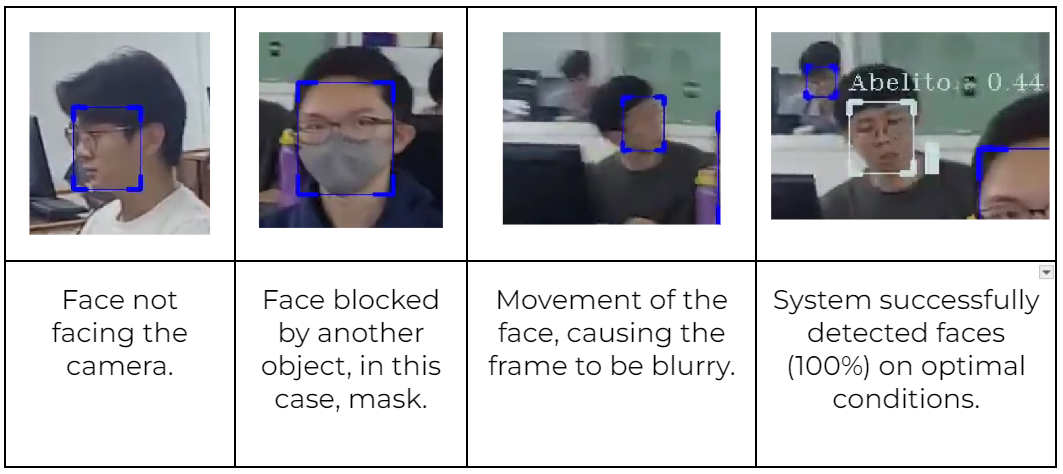 Abelito : 0.44
Face not
facing the
camera.
Face blocked
by another
object, in this
case, mask.
Movement of the
face, causing the
frame to be blurry.
System successfully
detected faces
(100%) on optimal
conditions.